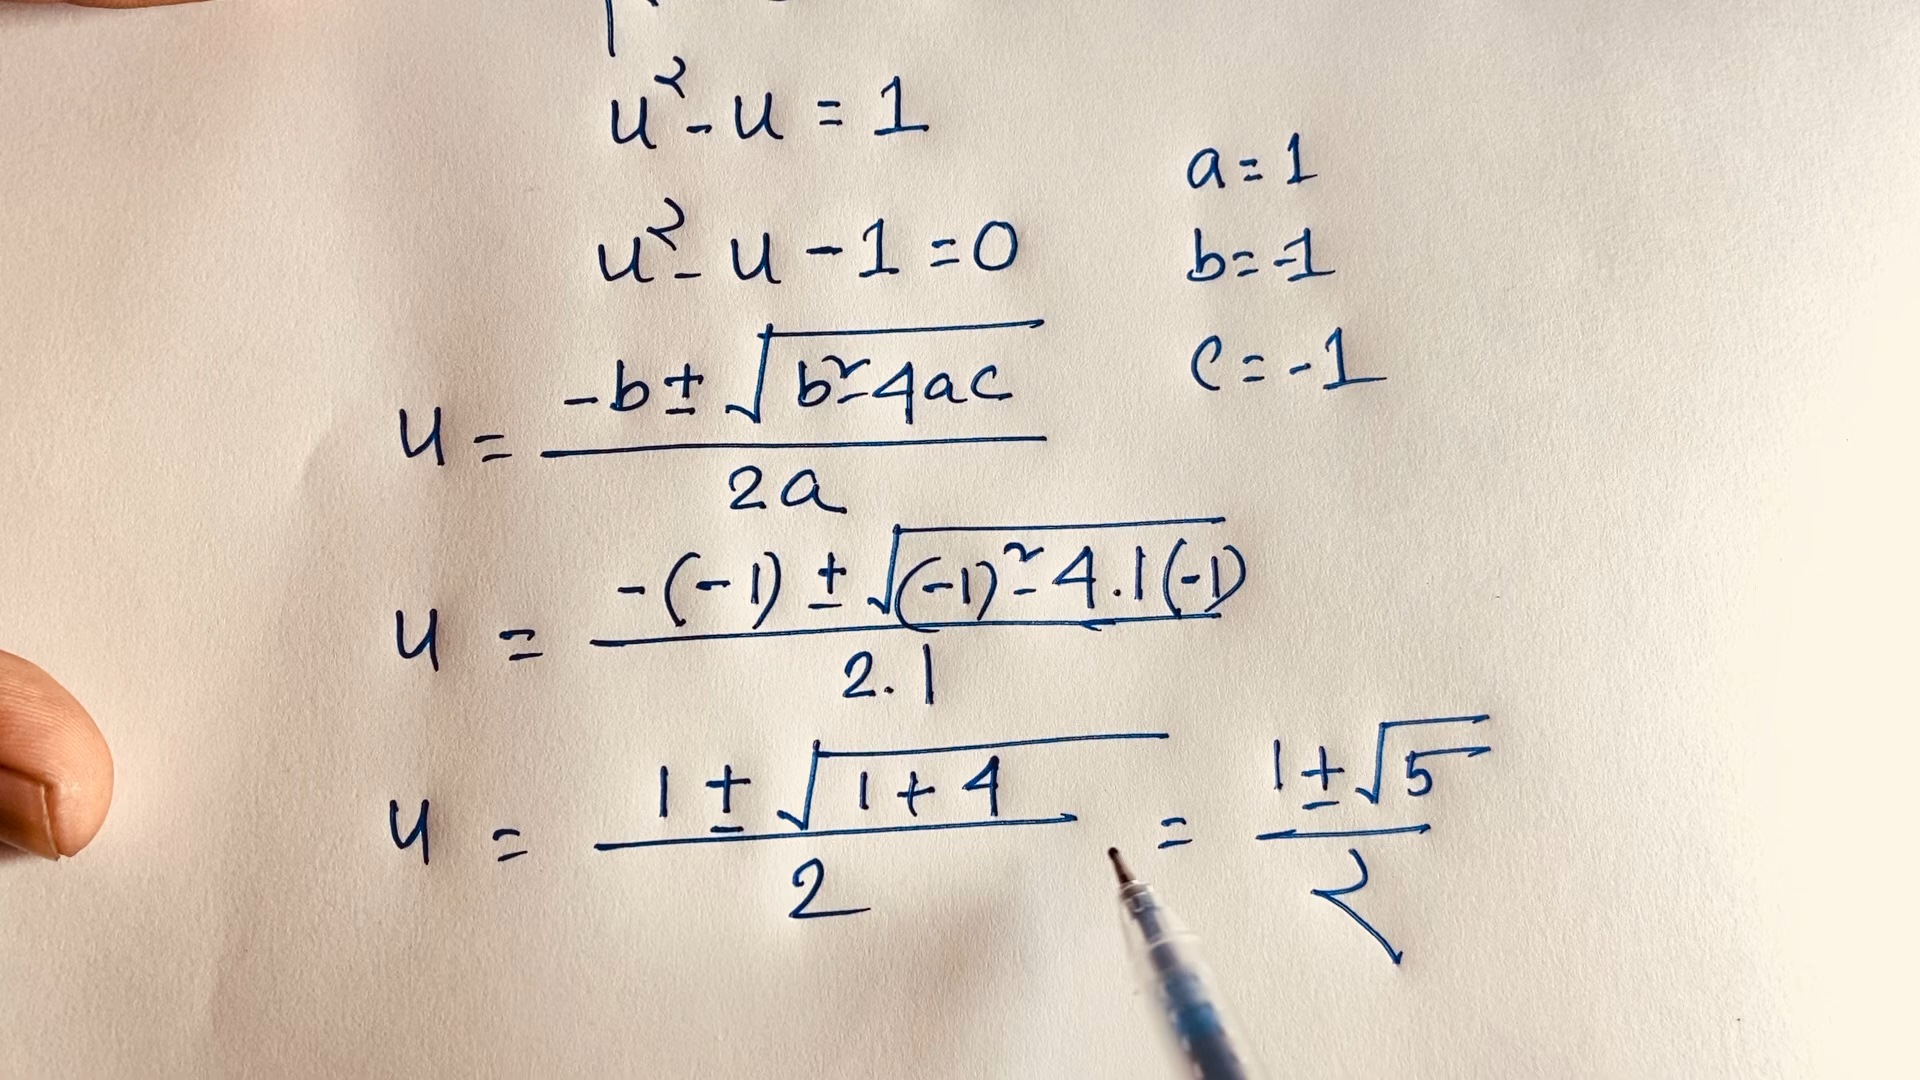 u² - u = 1
a = 1
u² - u - 1 = 0
b = -1
c = -1
u = (-b ± √(b² - 4ac)) / 2a
u = (-(-1) ± √((-1)² - 4.1(-1))) / 2.1
u = (1 ± √(1 + 4)) / 2 = (1 ± √5) / 2